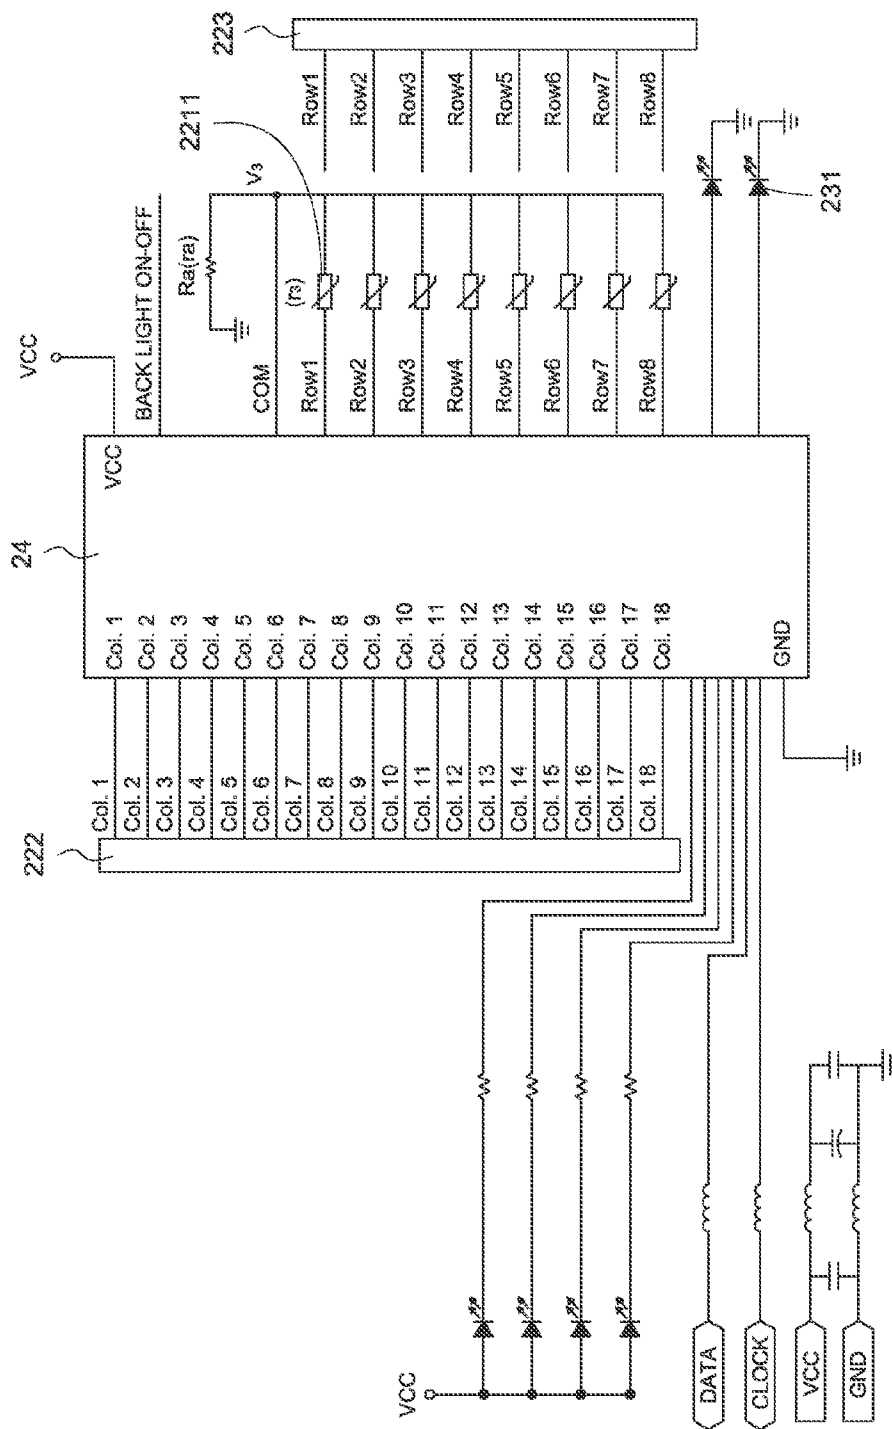 223
Row1
Row2
Row3
Row4
Row5
Row6
Row7
Row8
2211
V3
231
Ra(ra)
(r3)
VCC
BACK LIGHT ON-OFF
COM
Row1
Row2
Row3
Row4
Row5
Row6
Row7
Row8
24
VCC
Col. 1
Col. 2
Col. 3
Col. 4
Col. 5
Col. 6
Col. 7
Col. 8
Col. 9
Col. 10
Col. 11
Col. 12
Col. 13
Col. 14
Col. 15
Col. 16
Col. 17
Col. 18
GND
Col. 1
Col. 2
Col. 3
Col. 4
Col. 5
Col. 6
Col. 7
Col. 8
Col. 9
Col. 10
Col. 11
Col. 12
Col. 13
Col. 14
Col. 15
Col. 16
Col. 17
Col. 18
222
VCC
DATA
CLOCK
VCC
GND